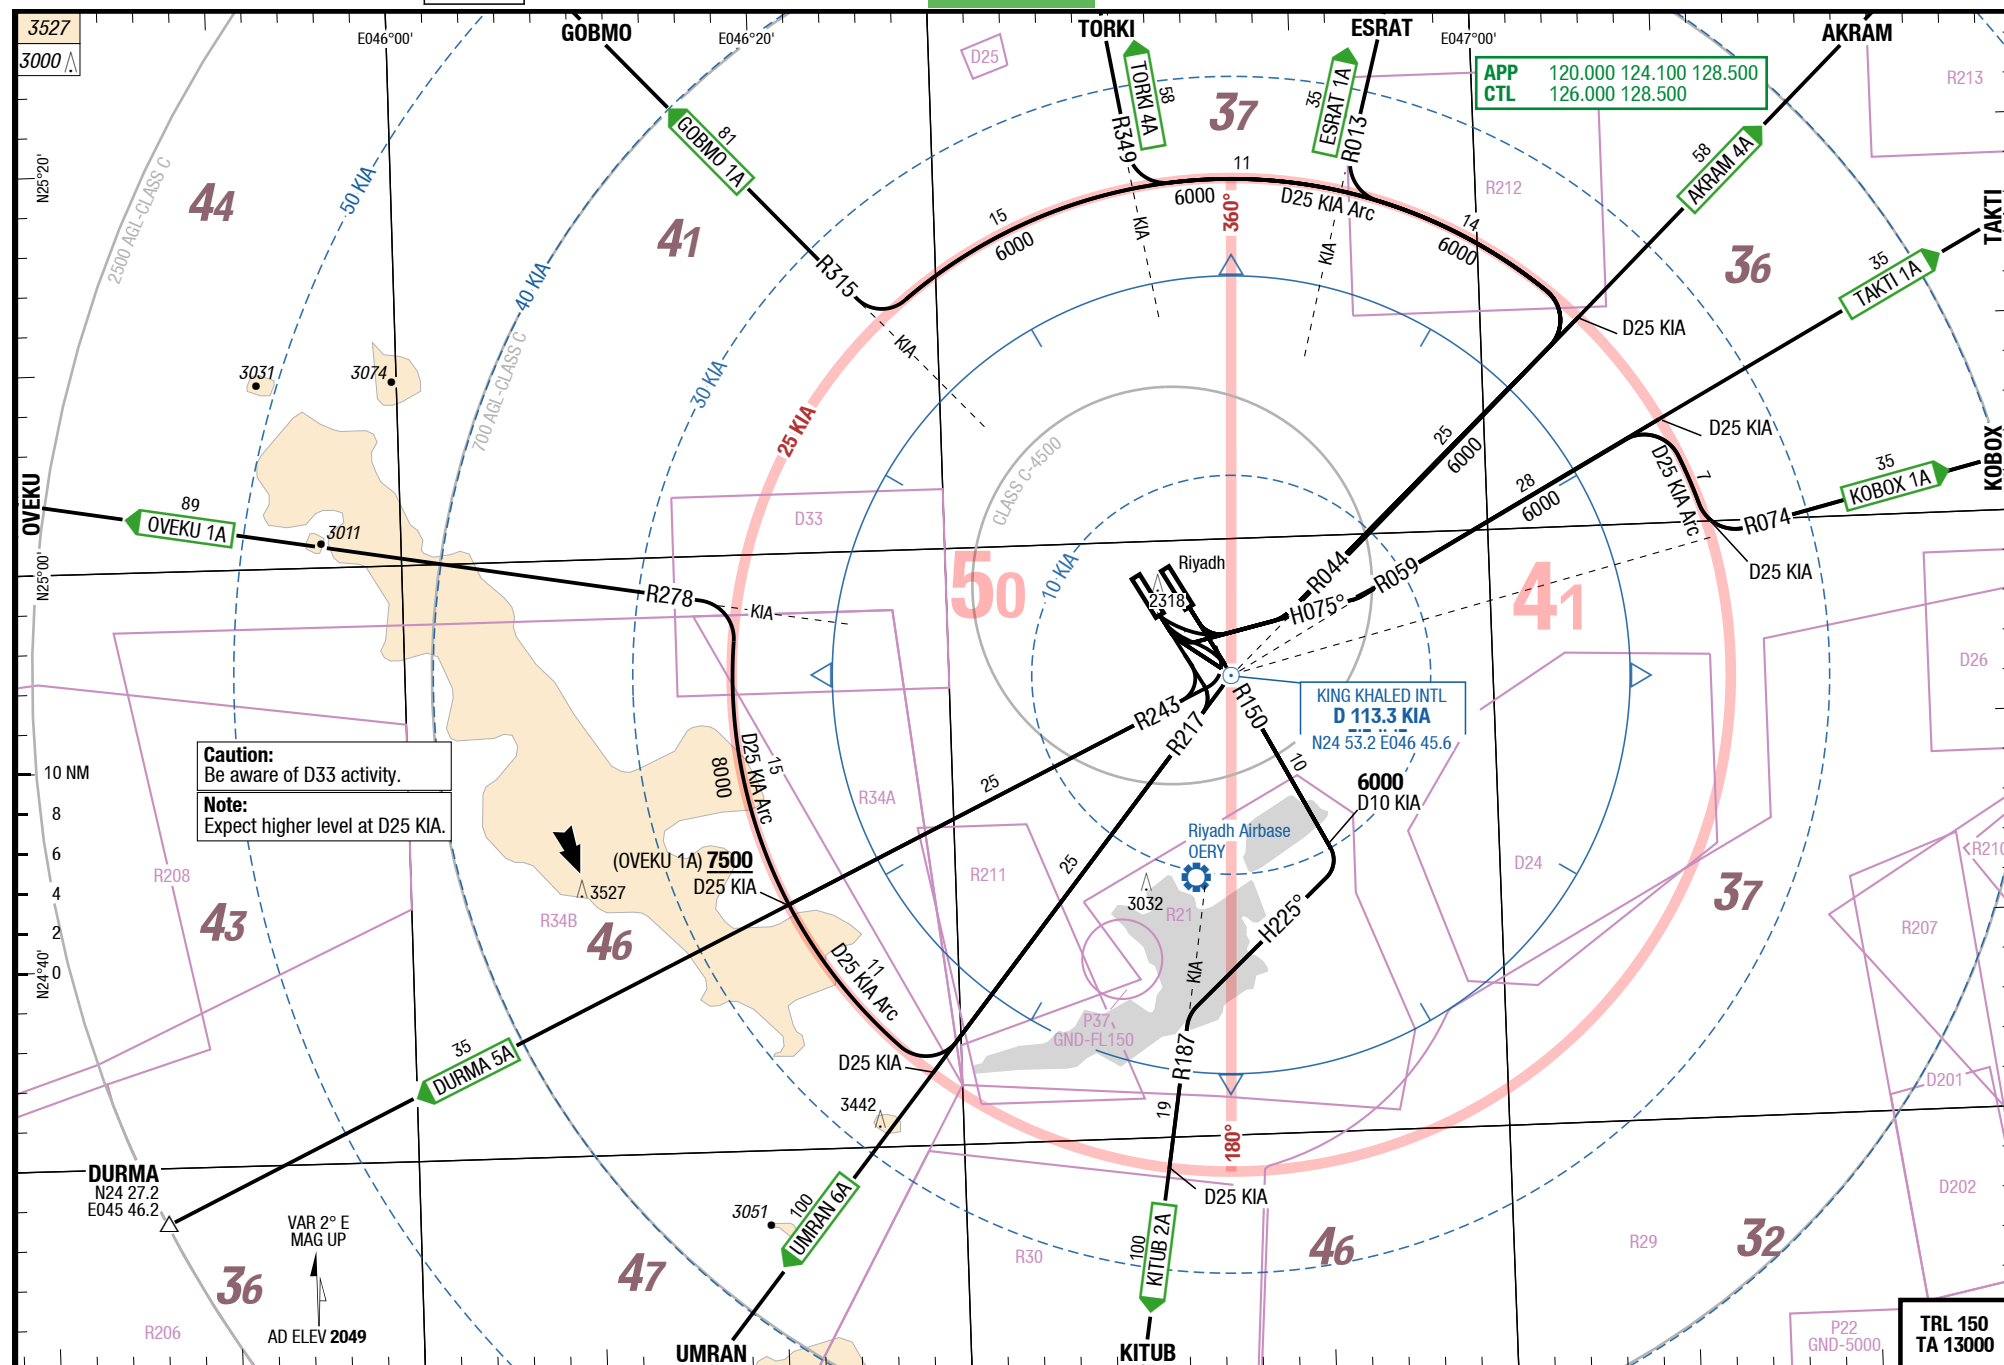 3527
3000
E046°00'
GOBMO
E046°20'
TORKI
ESRAT
E047°00'
AKRAM
D25
APP 120.000 124.100 128.500
CTL 126.000 128.500
R213
N25°20'
2500 AGL-CLASS C
44
50 KIA
81
GOBMO 1A
58
TORKI 4A
R349
37
35
ESRAT 1A
R013
58
AKRAM 4A
TAKTI
41
R315
15
6000
KIA
6000
11
D25 KIA Arc
360°
KIA
R212
14
6000
36
35
TAKTI 1A
40 KIA
700 AGL-CLASS C
30 KIA
25 KIA
KIA
D25 KIA
3031
3074
D25 KIA
CLASS C-4500
25
6000
28
6000
D25 KIA Arc
7
35
KOBOX 1A
KOBOX
R074
D25 KIA
OVEKU
89
OVEKU 1A
3011
D33
R278
KIA
50
10 KIA
Riyadh
2318
R044
H075°
R059
41
N25°00'
D26
R243
R217
R150
KING KHALED INTL
D 113.3 KIA
N24 53.2 E046 45.6
Caution:
Be aware of D33 activity.
Note:
Expect higher level at D25 KIA.
10 NM
8
6
4
2
0
N24°40'
D25 KIA Arc
15
8000
R34A
25
10
6000
D10 KIA
Riyadh Airbase
OERY
(OVEKU 1A) 7500
D25 KIA
R208
3527
R34B
46
43
R211
25
3032
R21
D24
37
R210
R207
H225°
KIA
11
D25 KIA Arc
P37
GND-FL150
D25 KIA
R187
35
DURMA 5A
3442
19
180°
D201
DURMA
N24 27.2
E045 46.2
VAR 2° E
MAG UP
3051
100
UMRAN 6A
D25 KIA
D202
100
KITUB 2A
R30
46
R29
32
47
36
R206
AD ELEV 2049
UMRAN
KITUB
P22
GND-5000
TRL 150
TA 13000